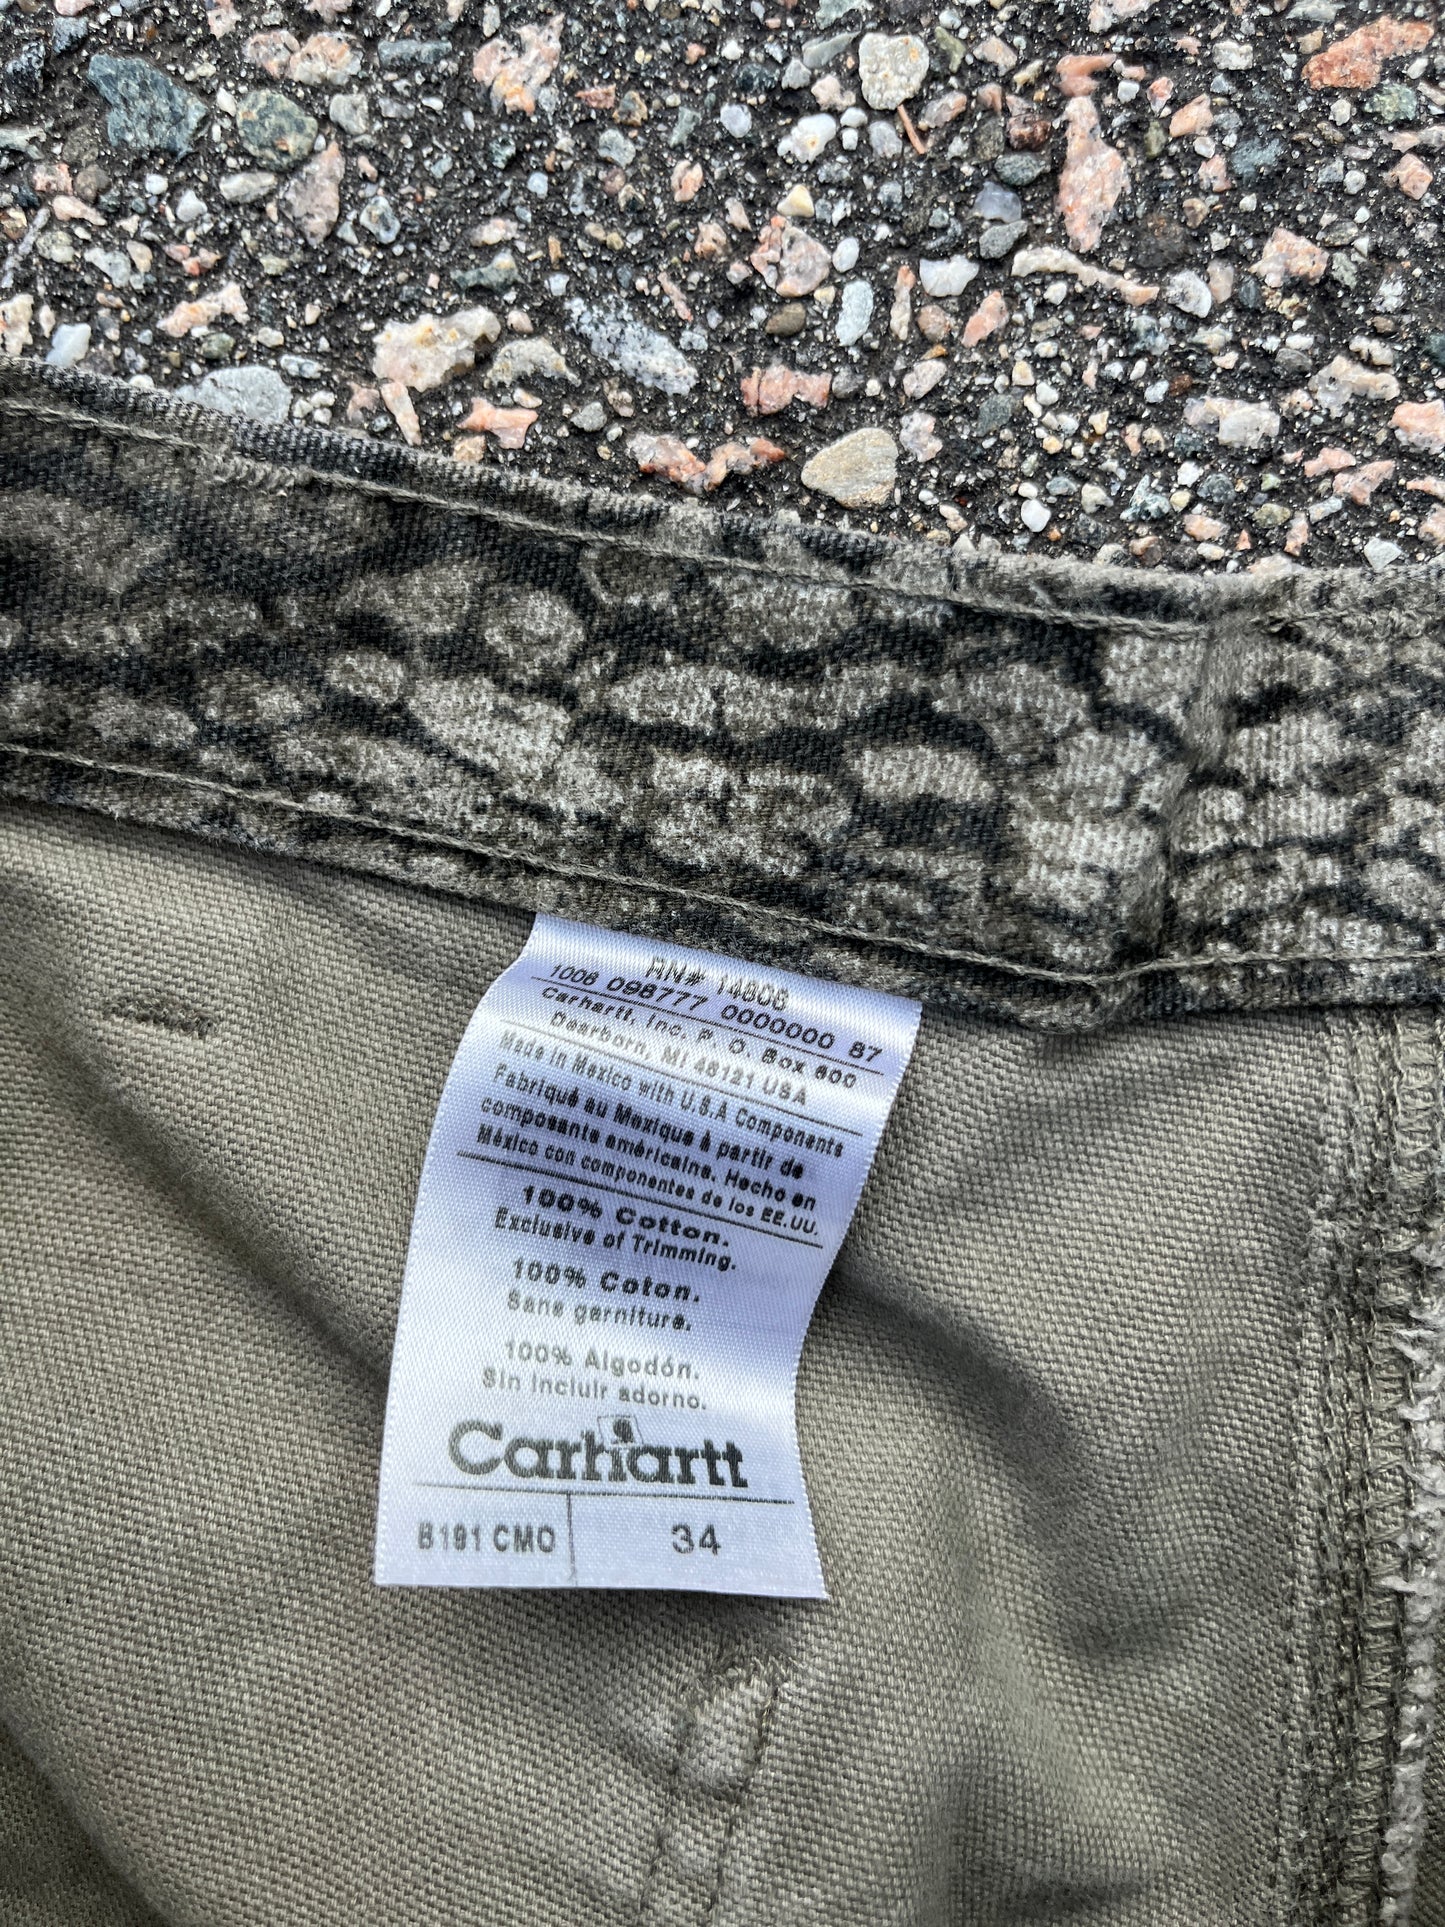 RN# 14806
1006 098777 0000000 87
Carhartt, Inc. P. O. Box 600
Dearborn, MI 48121 USA
Made in Mexico with U.S.A Components
Fabriqué au Mexique à partir de
composants américains. Hecho en
México con componentes de los EE.UU.
100% Cotton.
Exclusive of Trimming.
100% Coton.
Sans garniture.
100% Algodón.
Sin incluir adorno.
Carhartt
B191 CMO
34